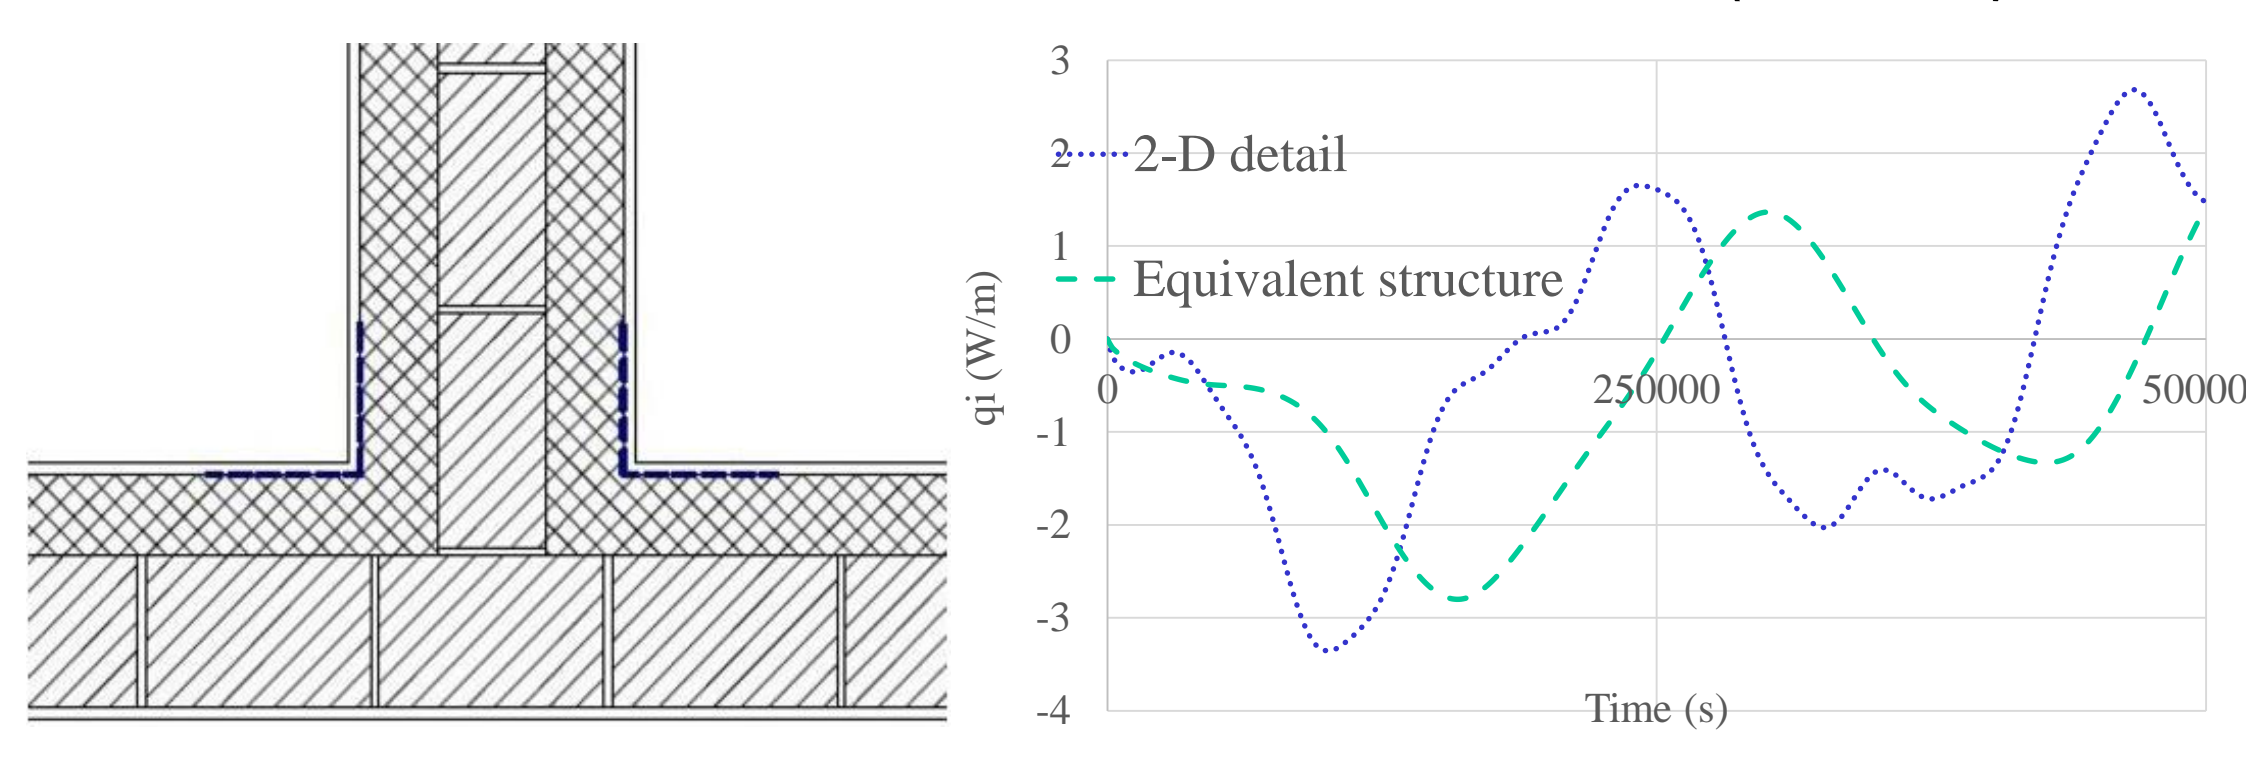 3
2
2-D detail
1
Equivalent structure
0
0
250000
50000
-1
-2
-3
-4
qi (W/m)
Time (s)